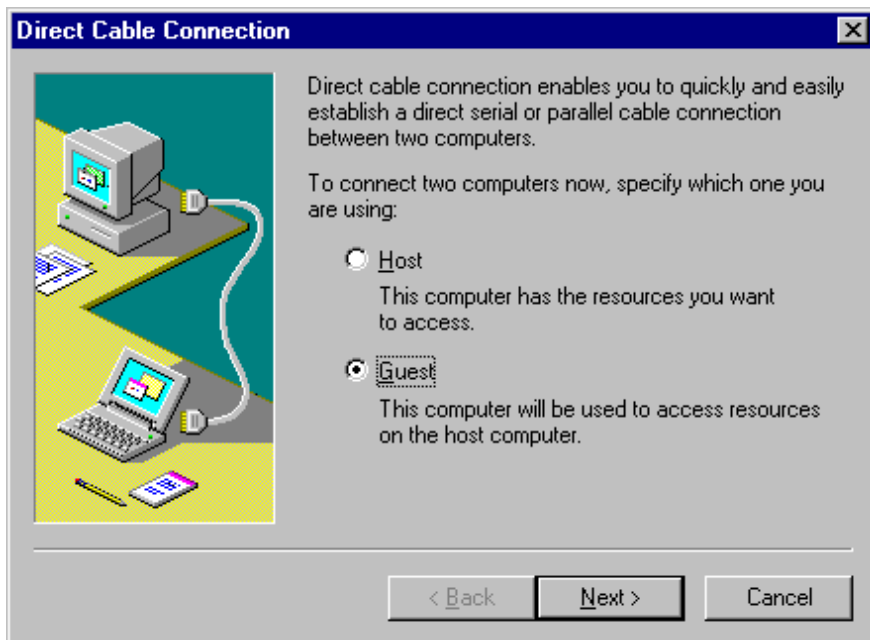 Direct Cable Connection
Direct cable connection enables you to quickly and easily
establish a direct serial or parallel cable connection
between two computers.
To connect two computers now, specify which one you
are using:
Host
This computer has the resources you want
to access.
Guest
This computer will be used to access resources
on the host computer.
< Back
Next >
Cancel